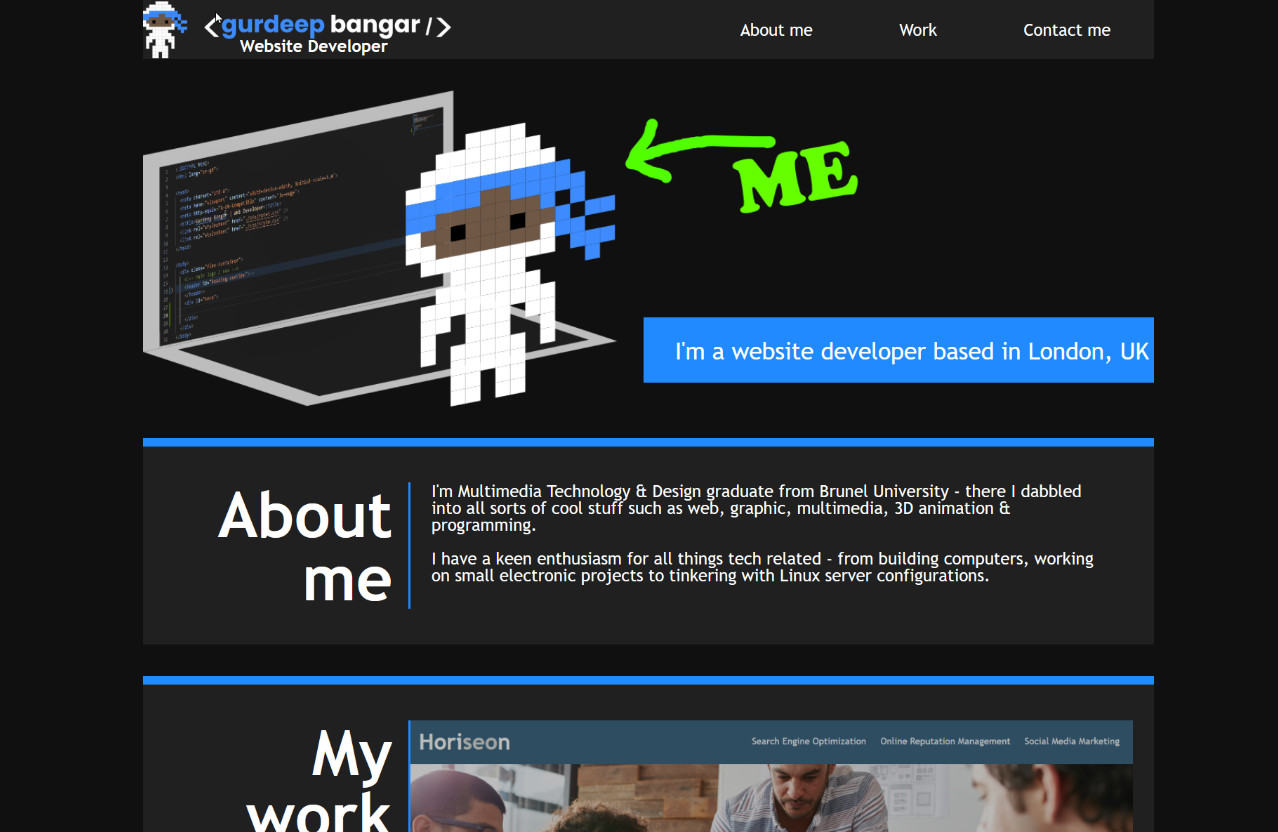 <gurdeep bangar />
Website Developer
About me
Work
Contact me
ME
I'm a website developer based in London, UK
About
me
I'm Multimedia Technology & Design graduate from Brunel University - there I dabbled
into all sorts of cool stuff such as web, graphic, multimedia, 3D animation &
programming.
I have a keen enthusiasm for all things tech related - from building computers, working
on small electronic projects to tinkering with Linux server configurations.
My
work
Horiseon
Search Engine Optimization
Online Reputation Management
Social Media Marketing